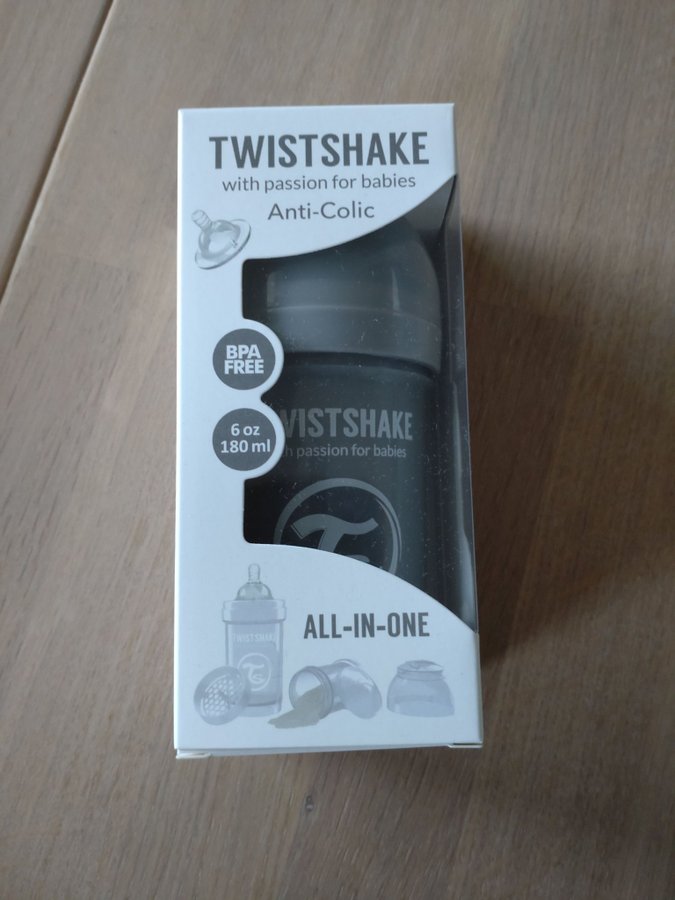 TWISTSHAKE
with passion for babies
Anti-Colic
BPA
FREE
6 oz
180 ml
TWISTSHAKE
with passion for babies
TWISTSHAKE
ALL-IN-ONE